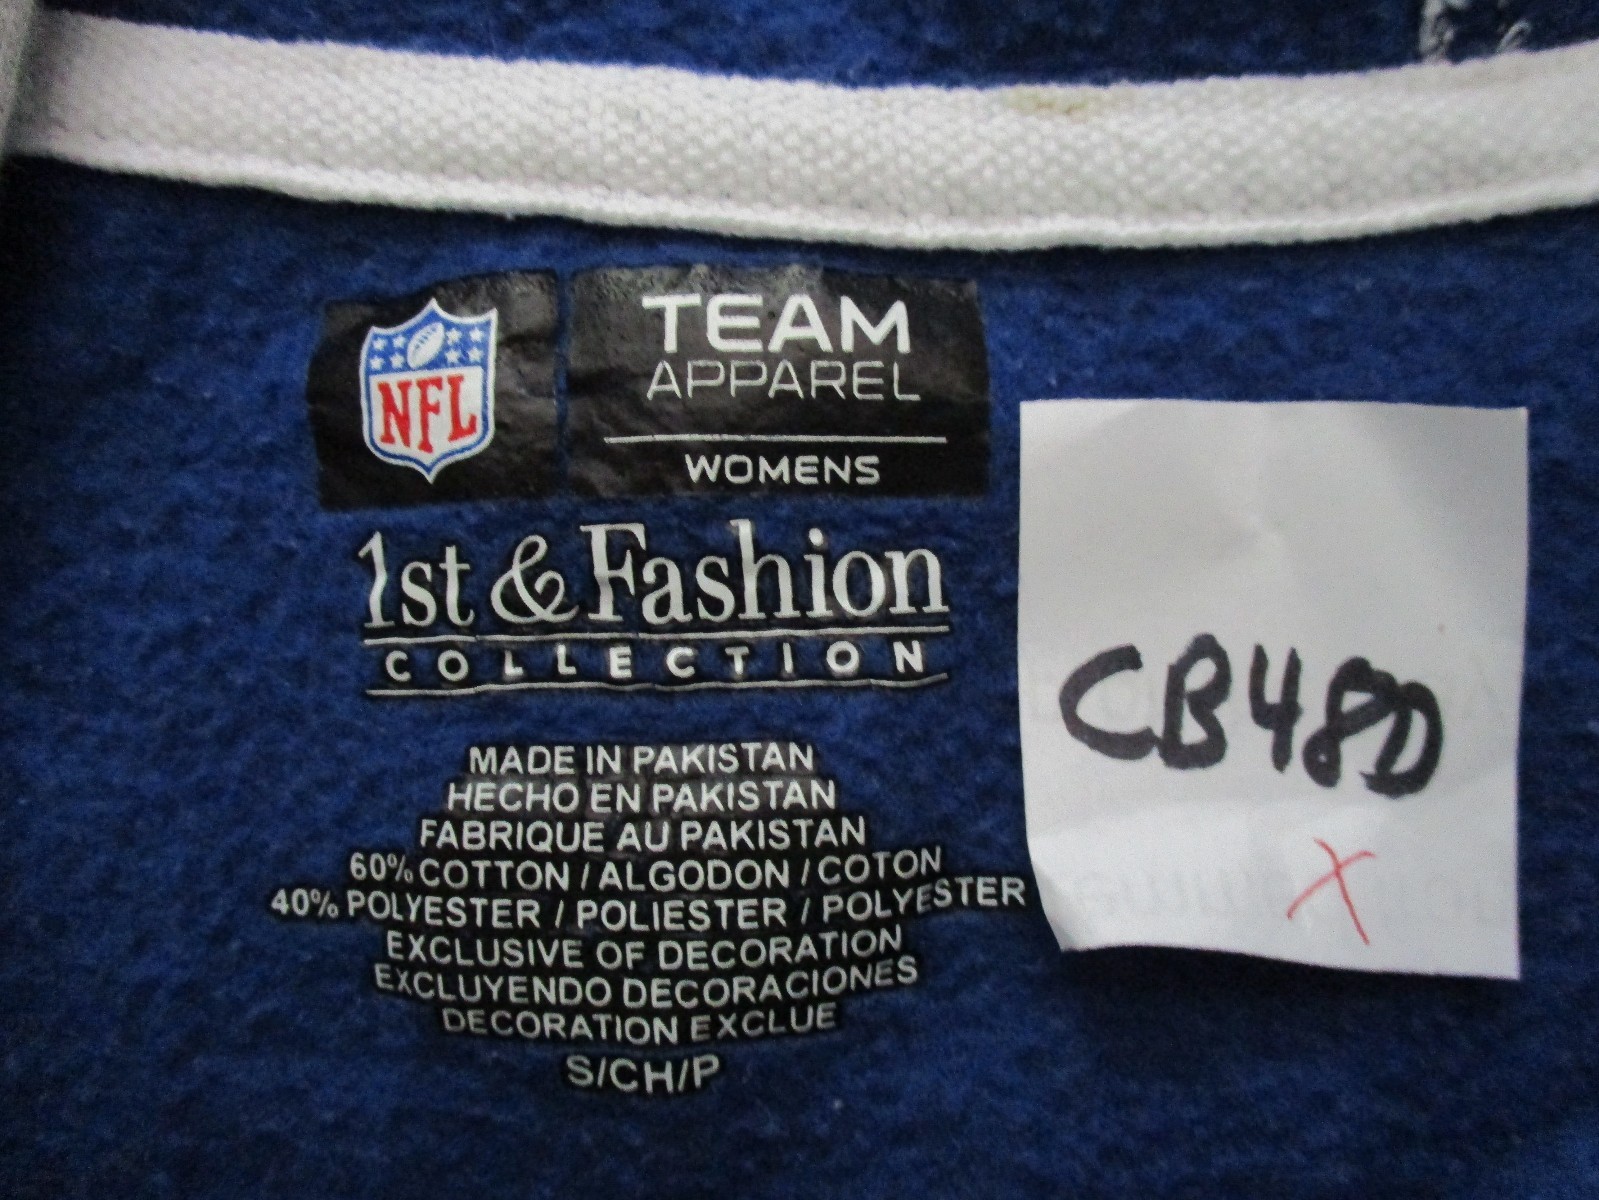 NFL
TEAM
APPAREL
WOMENS
1st & Fashion
COLLECTION
MADE IN PAKISTAN
HECHO EN PAKISTAN
FABRIQUE AU PAKISTAN
60% COTTON / ALGODON / COTON
40% POLYESTER / POLIESTER / POLYESTER
EXCLUSIVE OF DECORATION
EXCLUYENDO DECORACIONES
DECORATION EXCLUE
S/CH/P
CB48D
X